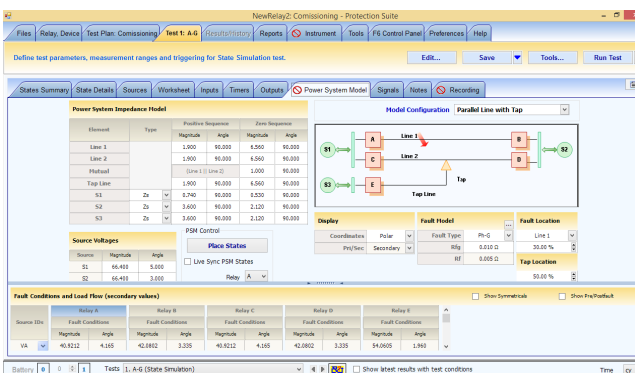 NewRelay2: Comissioning - Protection Suite
Files Relay, Device Test Plan: Comissioning Test 1: A-G Results/History Reports Instrument Tools F6 Control Panel Preferences Help
Define test parameters, measurement ranges and triggering for State Simulation test. Edit... Save Tools... Run Test
States Summary State Details Sources Worksheet Inputs Timers Outputs Power System Model Signals Notes Recording
Power System Impedance Model
Element Type Positive Sequence Zero Sequence
Magnitude Angle Magnitude Angle
Line 1 1.900 90.000 6.560 90.000
Line 2 1.900 90.000 6.560 90.000
Mutual (Line 1 || Line 2) 1.000 90.000
Tap Line 1.900 90.000 6.560 90.000
S1 Zs 0.740 90.000 0.530 90.000
S2 Zs 3.600 90.000 2.120 90.000
S3 Zs 3.600 90.000 2.120 90.000
Model Configuration Parallel Line with Tap
S1 A Line 1 B
C Line 2 D S2
S3 E Tap
Tap Line
Source Voltages
Source Magnitude Angle
S1 66.400 5.000
S2 66.400 3.000
PSM Control
Place States
Live Sync PSM States
Relay A
Display
Coordinates Polar
Pri/Sec Secondary
Fault Model ...
Fault Type Ph-G
Rfg 0.010 Ω
Rf 0.005 Ω
Fault Location
Line 1
30.00 %
Tap Location
50.00 %
Fault Conditions and Load Flow (secondary values) Show Symmetricals Show Pre/Postfault
Source IDs Relay A Relay B Relay C Relay D Relay E
Fault Conditions Fault Conditions Fault Conditions Fault Conditions Fault Conditions
Magnitude Angle Magnitude Angle Magnitude Angle Magnitude Angle Magnitude Angle
VA 40.9212 4.165 42.0802 3.335 40.9212 4.165 42.0802 3.335 54.0605 1.960
Battery 0 0 1 Tests 1. A-G (State Simulation) Show latest results with test conditions Time cy